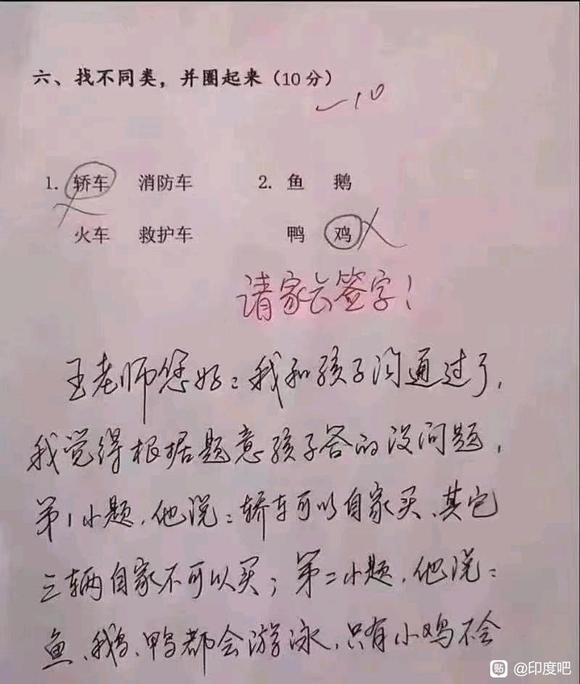 六、找不同类，并圈起来（10分）
-10
1. 轿车 消防车 2. 鱼 鹅
火车 救护车 鸭 鸡
请家长签字！
王老师您好：我和孩子沟通过了，
我觉得根据题意孩子答的没问题，
第1小题，他说：轿车可以自家买、其它
三辆自家不可以买；第二小题，他说：
鱼、鹅、鸭都会游泳，只有小鸡不会
贴 @印度吧